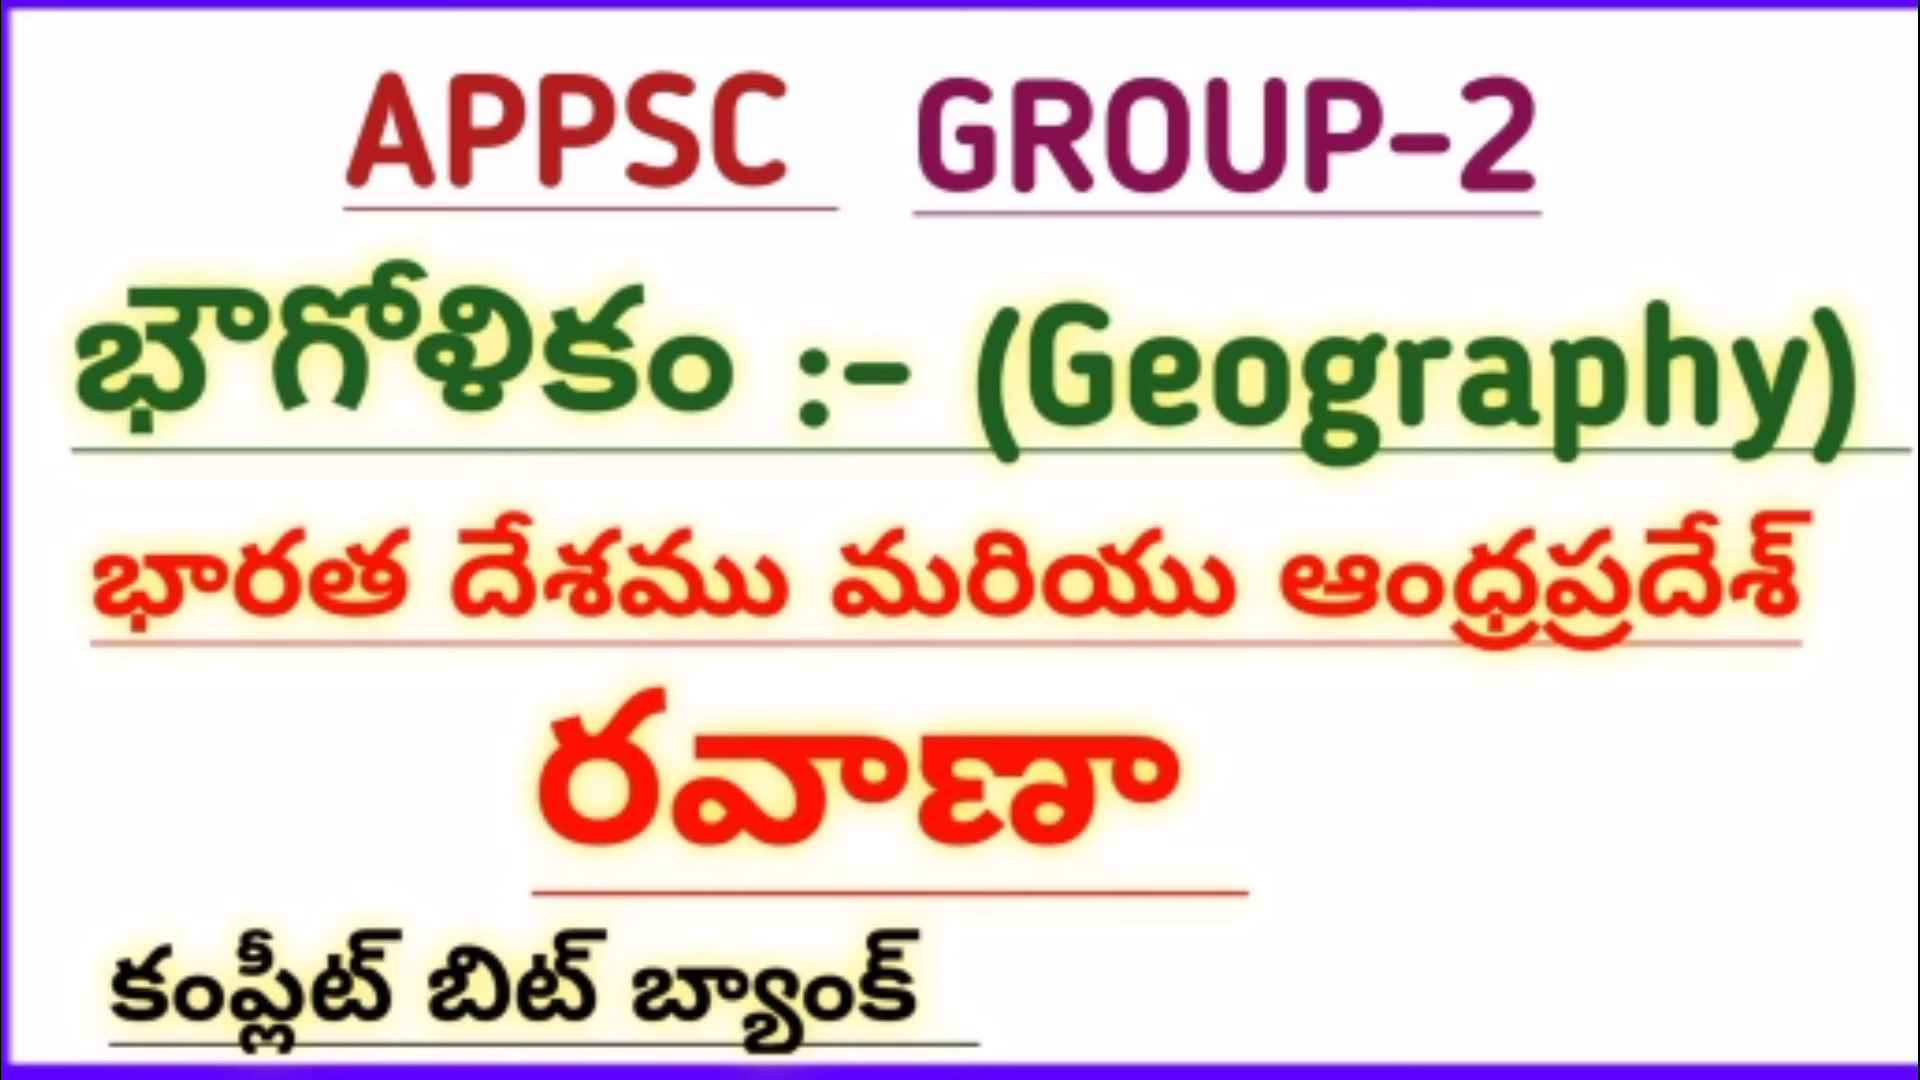 APPSC GROUP-2
భౌగోళికం :- (Geography)
భారత దేశము మరియు ఆంధ్రప్రదేశ్
రవాణా
కంప్లీట్ బిట్ బ్యాంక్